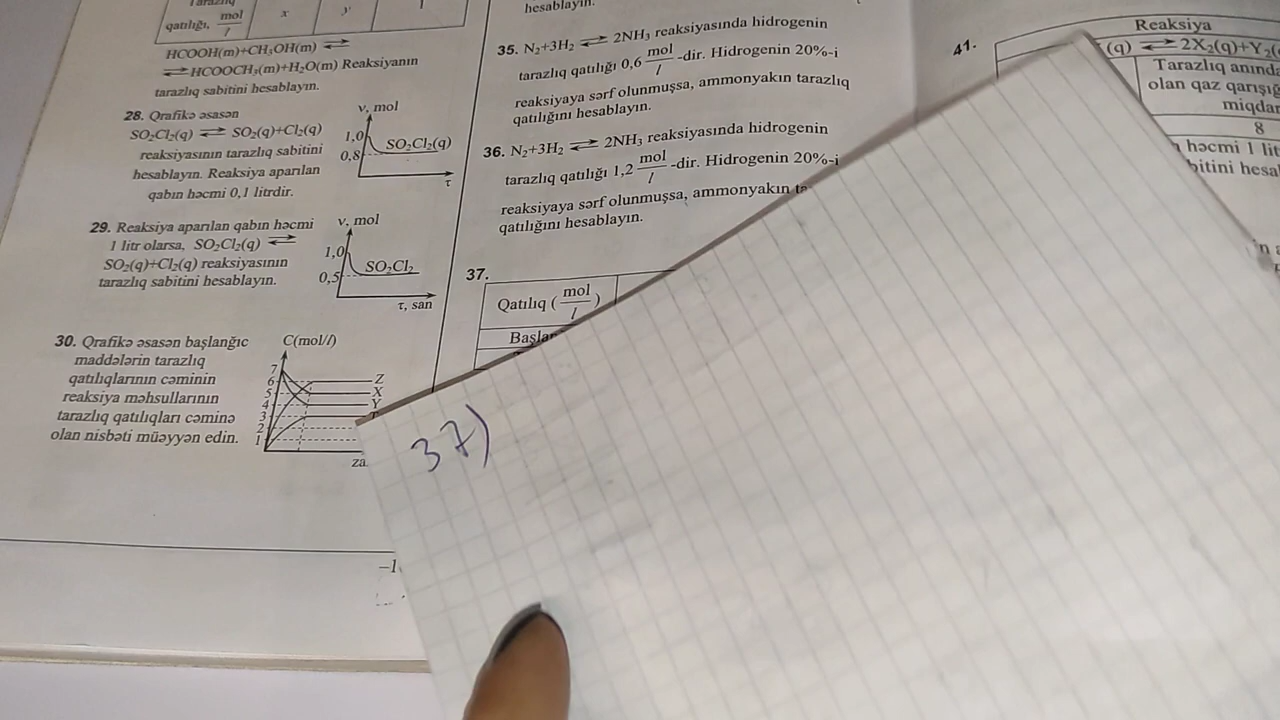 qatılığı, mol/l
x
y
HCOOH(m)+CH₃OH(m) ⇄
⇄HCOOCH₃(m)+H₂O(m) Reaksiyanın
tarazlıq sabitini hesablayın.
28. Qrafikə əsasən
SO₂Cl₂(q) ⇄ SO₂(q)+Cl₂(q)
reaksiyasının tarazlıq sabitini
hesablayın. Reaksiya aparılan
qabın həcmi 0,1 litrdir.
ν, mol
1,0
0,8
SO₂Cl₂(q)
τ
29. Reaksiya aparılan qabın həcmi
1 litr olarsa, SO₂Cl₂(q) ⇄
SO₂(q)+Cl₂(q) reaksiyasının
tarazlıq sabitini hesablayın.
ν, mol
1,0
0,5
SO₂Cl₂
τ, san
30. Qrafikə əsasən başlanğıc
maddələrin tarazlıq
qatılıqlarının cəminin
reaksiya məhsullarının
tarazlıq qatılıqları cəminə
olan nisbəti müəyyən edin.
C(mol/l)
7
6
5
4
3
2
1
Z
X
Y
za
hesablayın.
35. N₂+3H₂ ⇄ 2NH₃ reaksiyasında hidrogenin
tarazlıq qatılığı 0,6 mol/l -dir. Hidrogenin 20%-i
reaksiyaya sərf olunmuşsa, ammonyakın tarazlıq
qatılığını hesablayın.
36. N₂+3H₂ ⇄ 2NH₃ reaksiyasında hidrogenin
tarazlıq qatılığı 1,2 mol/l -dir. Hidrogenin 20%-i
reaksiyaya sərf olunmuşsa, ammonyakın ta
qatılığını hesablayın.
37.
Qatılıq (mol/l)
Başla
37)
41.
Reaksiya
(q) ⇄ 2X₂(q)+Y₂(
Tarazlıq anında
olan qaz qarışığ
miqdar
8
həcmi 1 lit
bitini hesa